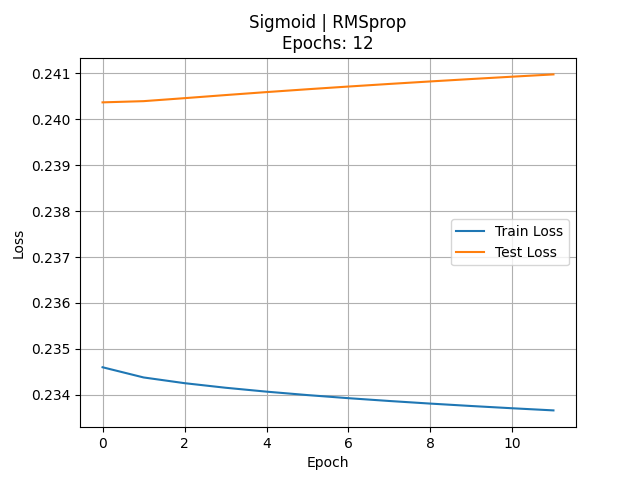 Sigmoid | RMSprop
Epochs: 12
0.241
0.240
0.239
0.238
0.237
0.236
0.235
0.234
Loss
Train Loss
Test Loss
0 2 4 6 8 10
Epoch